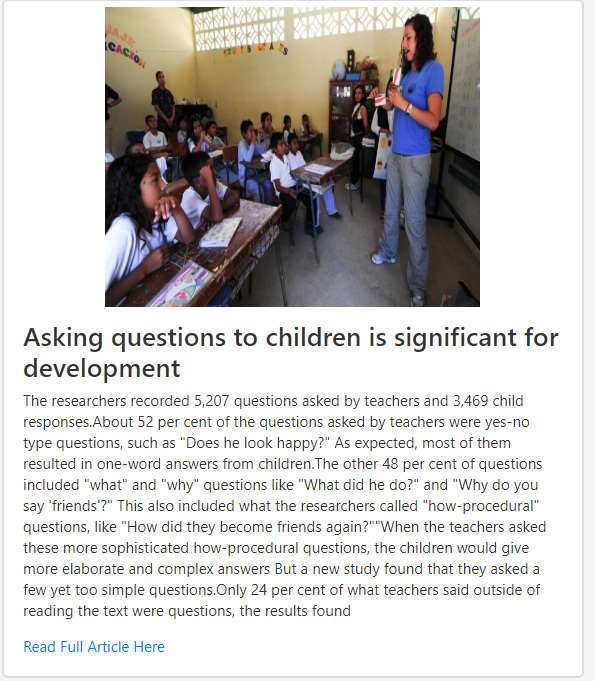 AJE
CACION
Asking questions to children is significant for
development
The researchers recorded 5,207 questions asked by teachers and 3,469 child
responses.About 52 per cent of the questions asked by teachers were yes-no
type questions, such as "Does he look happy?" As expected, most of them
resulted in one-word answers from children.The other 48 per cent of questions
included "what" and "why" questions like "What did he do?" and "Why do you
say 'friends'?" This also included what the researchers called "how-procedural"
questions, like "How did they become friends again?""When the teachers asked
these more sophisticated how-procedural questions, the children would give
more elaborate and complex answers But a new study found that they asked a
few yet too simple questions.Only 24 per cent of what teachers said outside of
reading the text were questions, the results found
Read Full Article Here